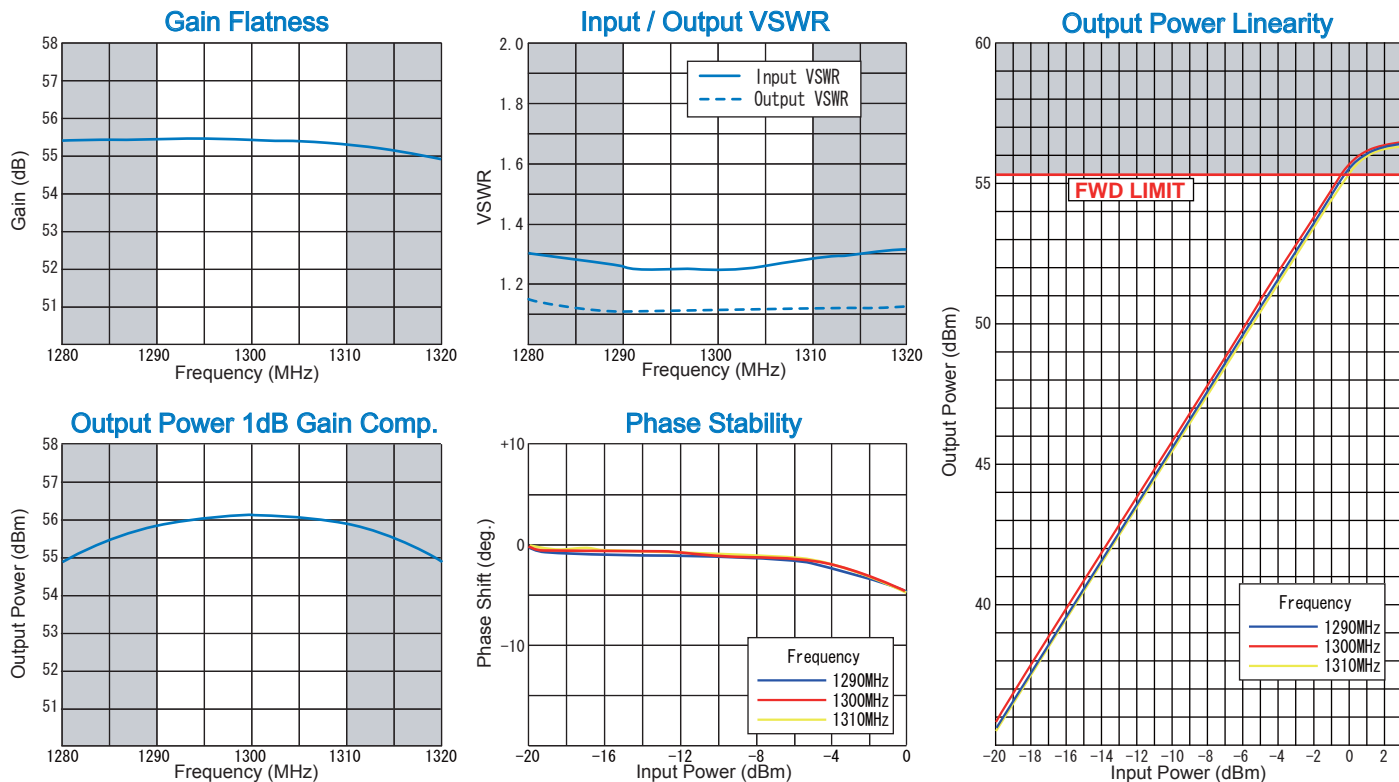 Gain Flatness
58
57
56
55
54
53
52
51
1280 1290 1300 1310 1320
Gain (dB)
Frequency (MHz)
Input / Output VSWR
2.0
1.8
1.6
1.4
1.2
1280 1290 1300 1310 1320
VSWR
Frequency (MHz)
Input VSWR
Output VSWR
Output Power Linearity
60
55
50
45
40
-20 -18 -16 -14 -12 -10 -8 -6 -4 -2 0 2
Output Power (dBm)
Input Power (dBm)
FWD LIMIT
Frequency
1290MHz
1300MHz
1310MHz
Output Power 1dB Gain Comp.
58
57
56
55
54
53
52
51
1280 1290 1300 1310 1320
Output Power (dBm)
Frequency (MHz)
Phase Stability
+10
0
-10
-20 -16 -12 -8 -4 0
Phase Shift (deg.)
Input Power (dBm)
Frequency
1290MHz
1300MHz
1310MHz